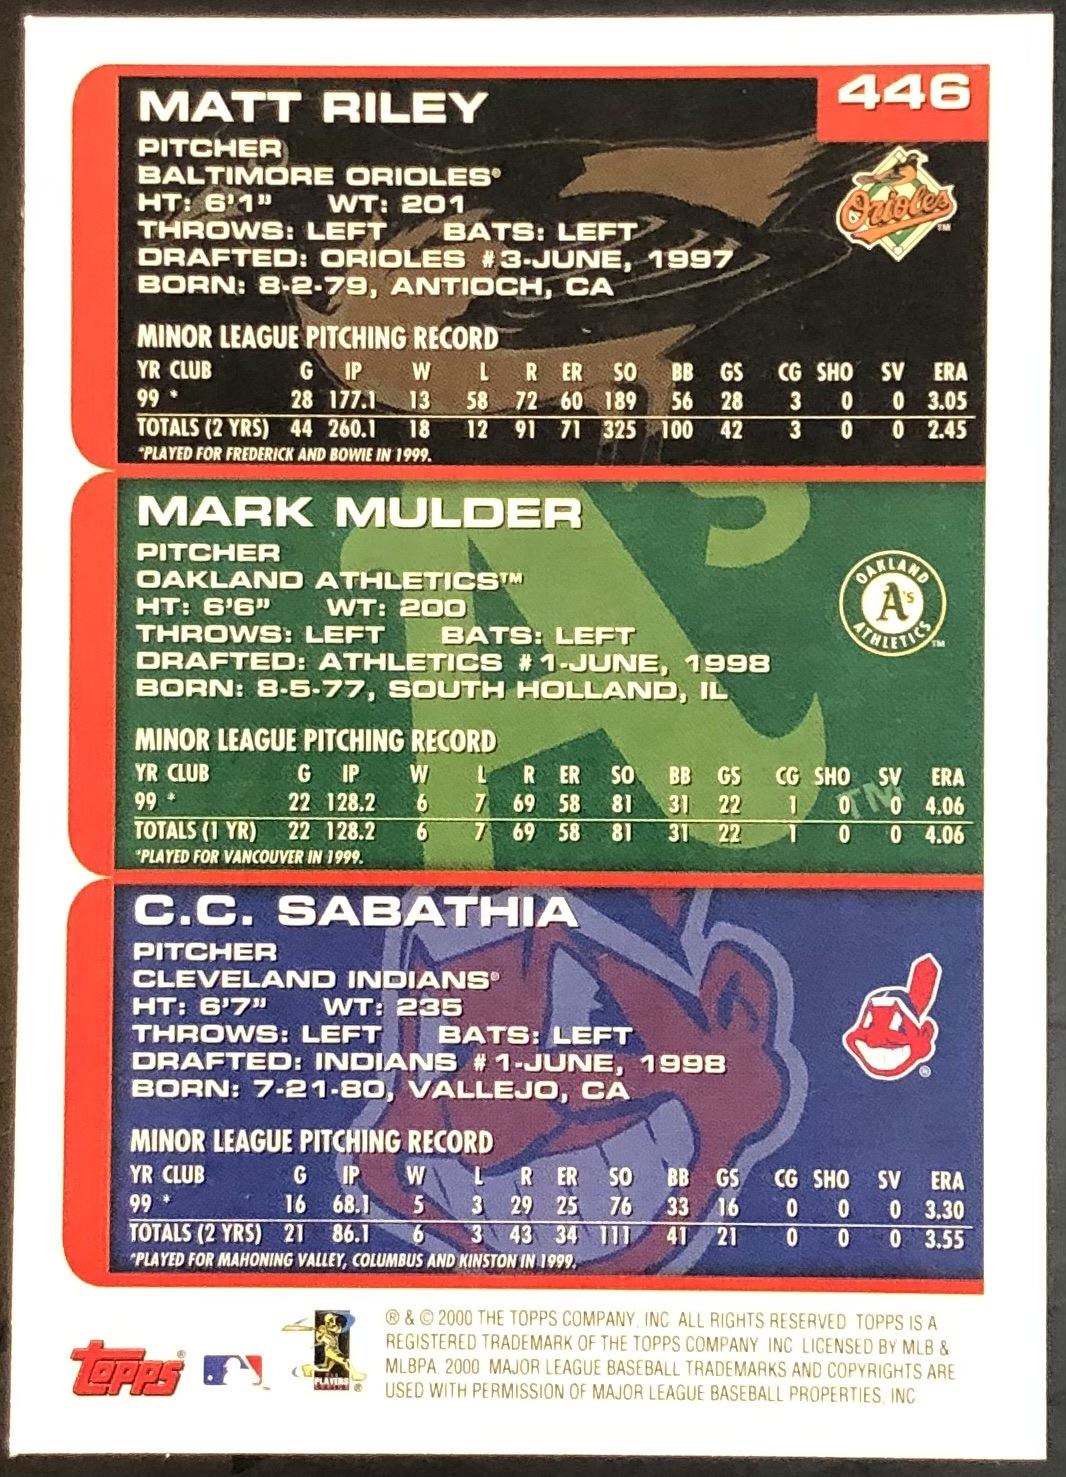 446
MATT RILEY
PITCHER
BALTIMORE ORIOLES®
HT: 6'1" WT: 201
THROWS: LEFT BATS: LEFT
DRAFTED: ORIOLES #3-JUNE, 1997
BORN: 8-2-79, ANTIOCH, CA
Orioles TM
MINOR LEAGUE PITCHING RECORD
YR CLUB G IP W L R ER SO BB GS CG SHO SV ERA
99 * 28 177.1 13 58 72 60 189 56 28 3 0 0 3.05
TOTALS (2 YRS) 44 260.1 18 12 91 71 325 100 42 3 0 0 2.45
*PLAYED FOR FREDERICK AND BOWIE IN 1999.
MARK MULDER
PITCHER
OAKLAND ATHLETICS™
HT: 6'6" WT: 200
THROWS: LEFT BATS: LEFT
DRAFTED: ATHLETICS #1-JUNE, 1998
BORN: 8-5-77, SOUTH HOLLAND, IL
OAKLAND A's ATHLETICS TM
A's TM
MINOR LEAGUE PITCHING RECORD
YR CLUB G IP W L R ER SO BB GS CG SHO SV ERA
99 * 22 128.2 6 7 69 58 81 31 22 1 0 0 4.06
TOTALS (1 YR) 22 128.2 6 7 69 58 81 31 22 1 0 0 4.06
*PLAYED FOR VANCOUVER IN 1999.
C.C. SABATHIA
PITCHER
CLEVELAND INDIANS®
HT: 6'7" WT: 235
THROWS: LEFT BATS: LEFT
DRAFTED: INDIANS #1-JUNE, 1998
BORN: 7-21-80, VALLEJO, CA
®
MINOR LEAGUE PITCHING RECORD
YR CLUB G IP W L R ER SO BB GS CG SHO SV ERA
99 * 16 68.1 5 3 29 25 76 33 16 0 0 0 3.30
TOTALS (2 YRS) 21 86.1 6 3 43 34 111 41 21 0 0 0 3.55
*PLAYED FOR MAHONING VALLEY, COLUMBUS AND KINSTON IN 1999.
® & © 2000 THE TOPPS COMPANY, INC. ALL RIGHTS RESERVED TOPPS IS A
REGISTERED TRADEMARK OF THE TOPPS COMPANY INC. LICENSED BY MLB &
MLBPA. 2000 MAJOR LEAGUE BASEBALL TRADEMARKS AND COPYRIGHTS ARE
USED WITH PERMISSION OF MAJOR LEAGUE BASEBALL PROPERTIES, INC
TOPPS®
PLAYERS ®